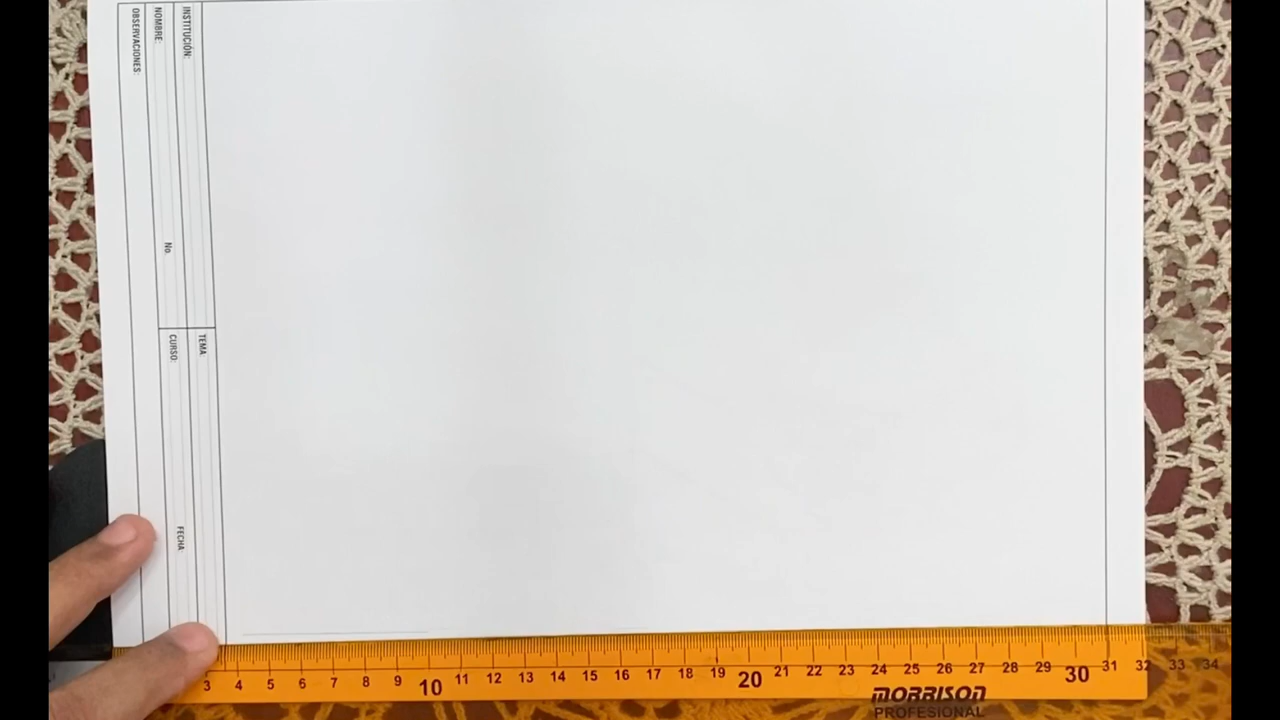 INSTITUCIÓN:
NOMBRE:
OBSERVACIONES:
No.
TEMA:
CURSO:
FECHA:
3 4 5 6 7 8 9 10 11 12 13 14 15 16 17 18 19 20 21 22 23 24 25 26 27 28 29 30 31 32 33 34
MORRISON
PROFESIONAL